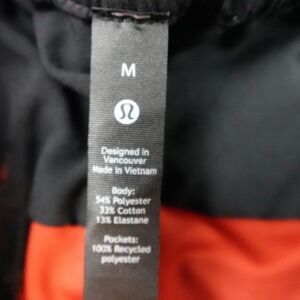 M
Designed in
Vancouver
Made in Vietnam
Body:
54% Polyester
33% Cotton
13% Elastane
Pockets:
100% Recycled
polyester